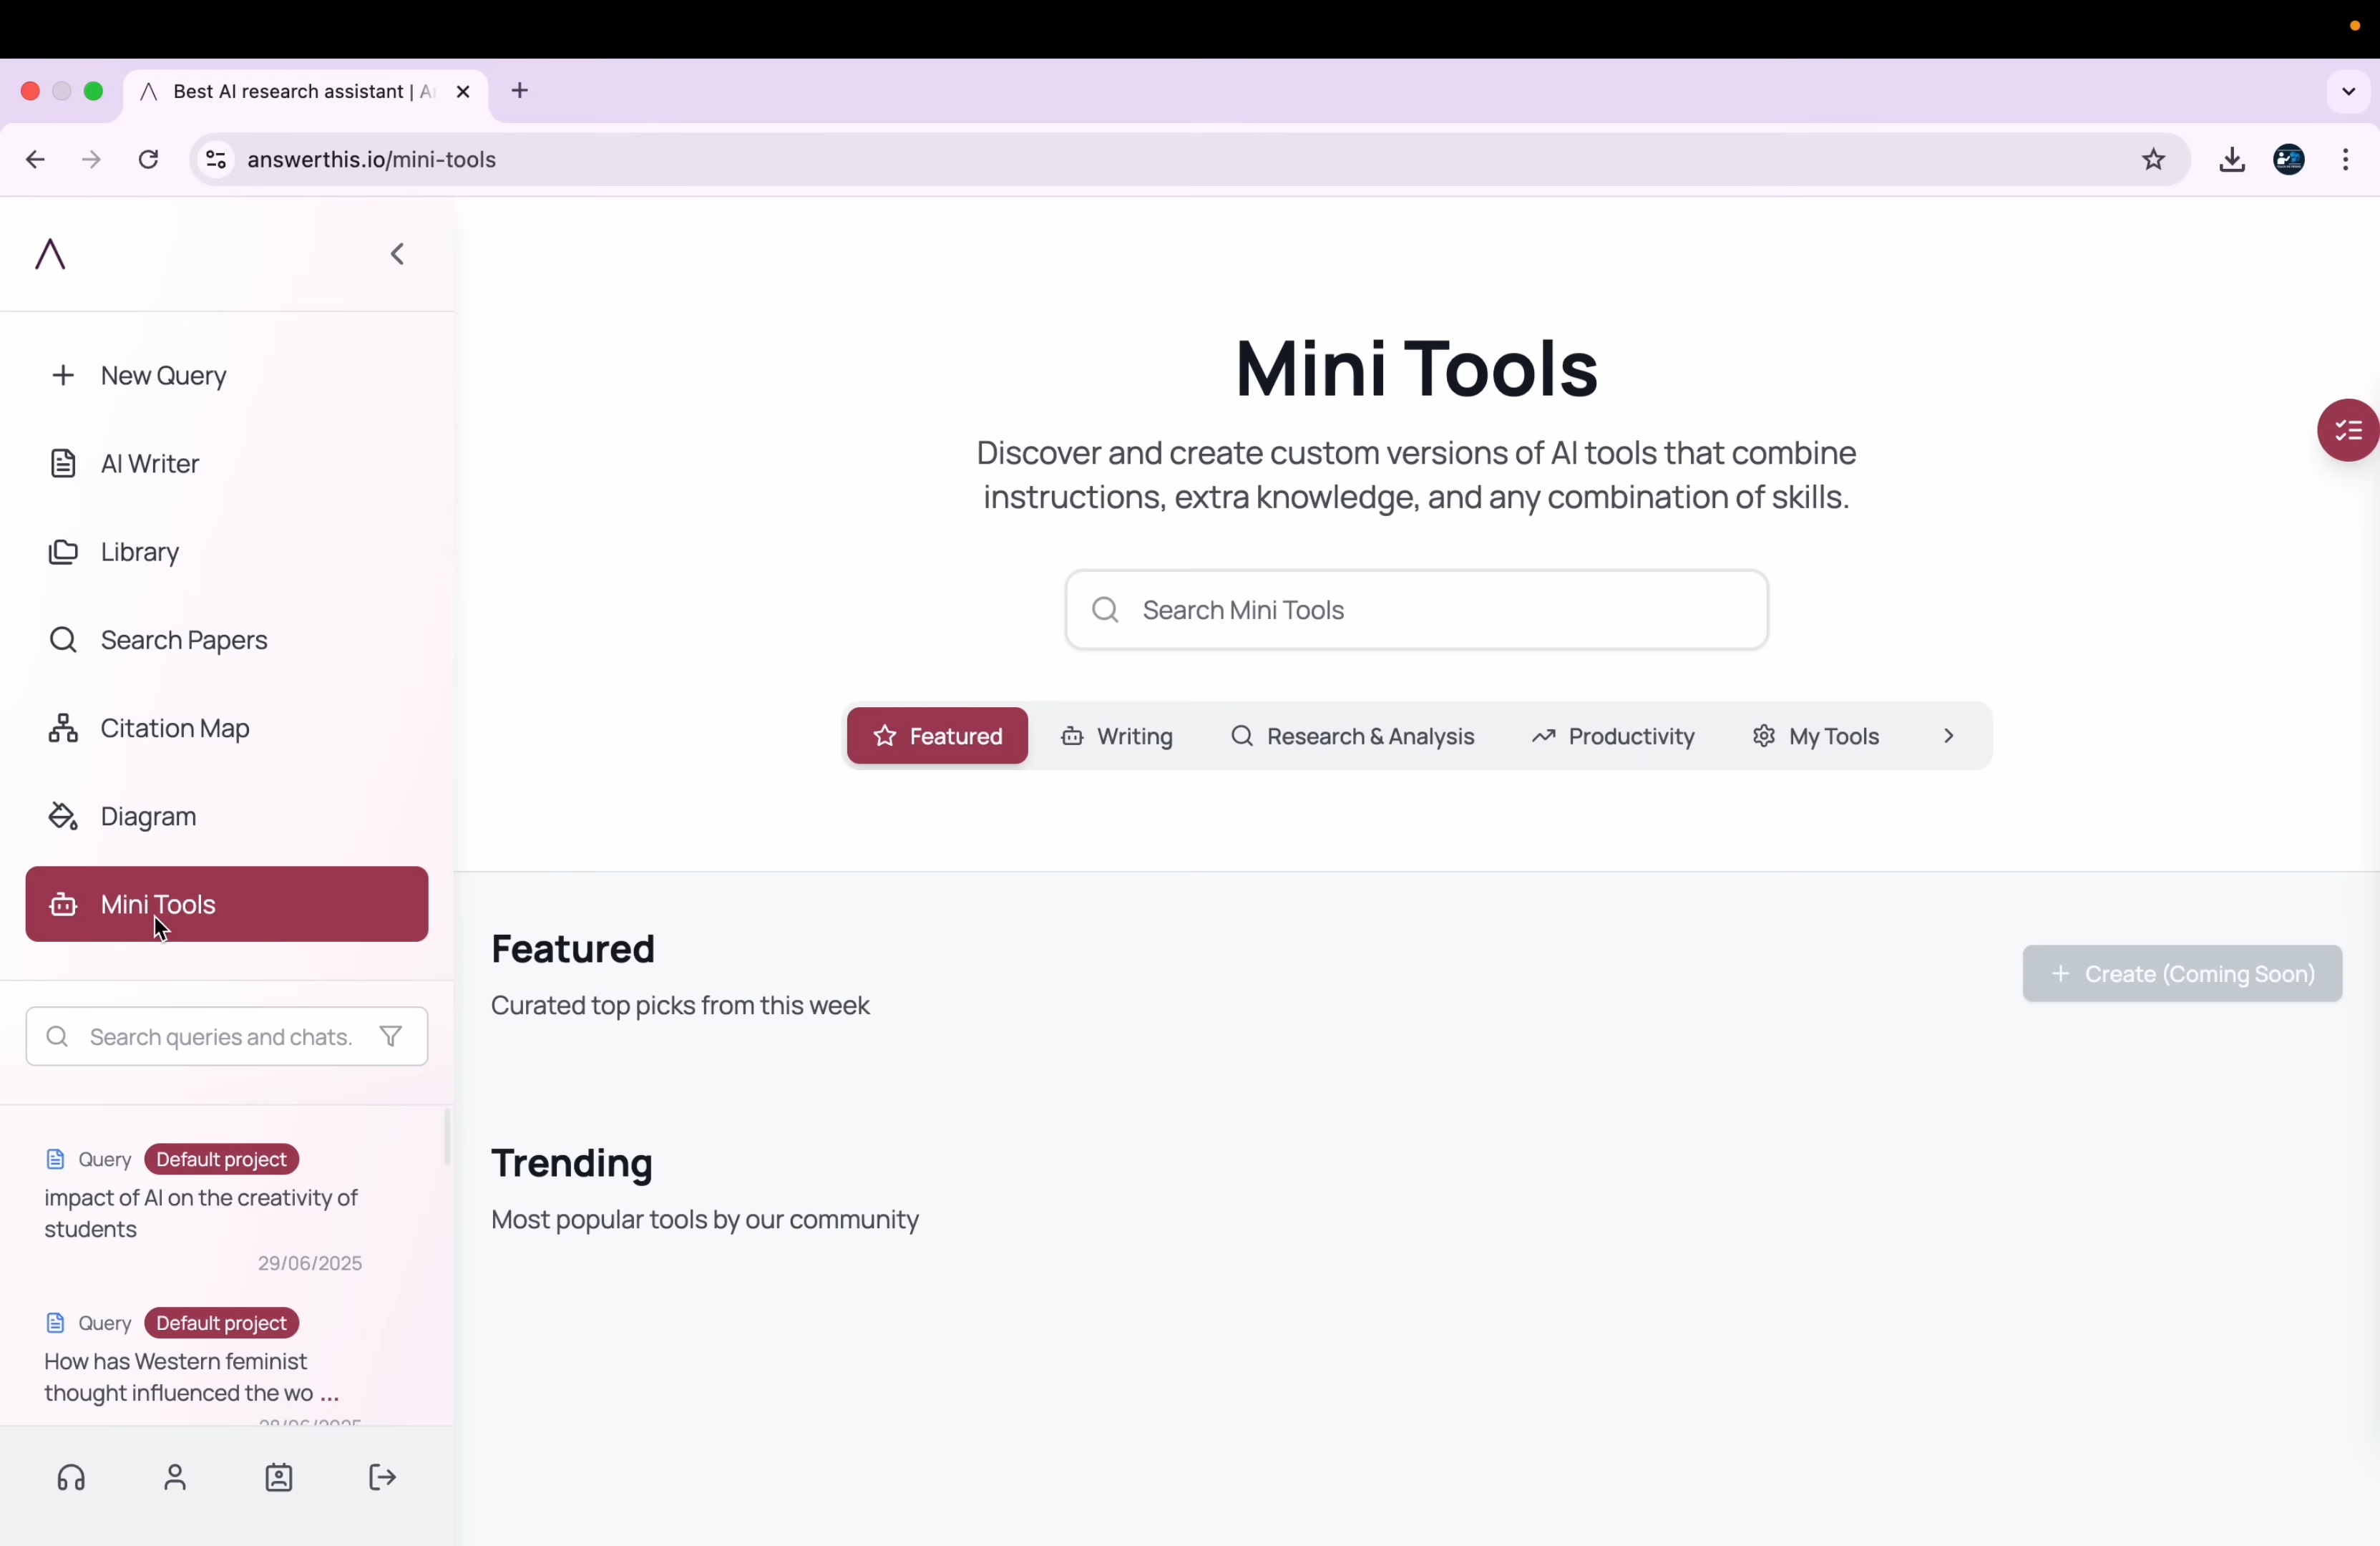 Best AI research assistant | A
answerthis.io/mini-tools
New Query
AI Writer
Library
Search Papers
Citation Map
Diagram
Mini Tools
Search queries and chats.
Query Default project
impact of AI on the creativity of
students
29/06/2025
Query Default project
How has Western feminist
thought influenced the wo ...
28/06/2025
Mini Tools
Discover and create custom versions of AI tools that combine
instructions, extra knowledge, and any combination of skills.
Search Mini Tools
Featured Writing Research & Analysis Productivity My Tools
Featured
Curated top picks from this week
+ Create (Coming Soon)
Trending
Most popular tools by our community